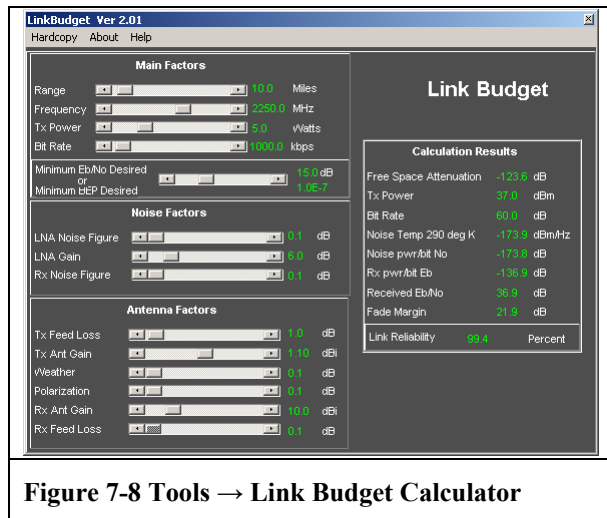 LinkBudget Ver 2.01
Hardcopy About Help
Main Factors
Range 10.0 Miles
Frequency 2250.0 MHz
Tx Power 5.0 Watts
Bit Rate 1000.0 kbps
Minimum Eb/No Desired 15.0 dB
or
Minimum BEP Desired 1.0E-7
Noise Factors
LNA Noise Figure 0.1 dB
LNA Gain 6.0 dB
Rx Noise Figure 0.1 dB
Antenna Factors
Tx Feed Loss 1.0 dB
Tx Ant Gain 1.10 dBi
Weather 0.1 dB
Polarization 0.1 dB
Rx Ant Gain 10.0 dBi
Rx Feed Loss 0.1 dB
Link Budget
Calculation Results
Free Space Attenuation -123.6 dB
Tx Power 37.0 dBm
Bit Rate 60.0 dB
Noise Temp 290 deg K -173.9 dBm/Hz
Noise pwr/bit No -173.8 dB
Rx pwr/bit Eb -136.9 dB
Received Eb/No 36.9 dB
Fade Margin 21.9 dB
Link Reliability 99.4 Percent
Figure 7-8 Tools → Link Budget Calculator